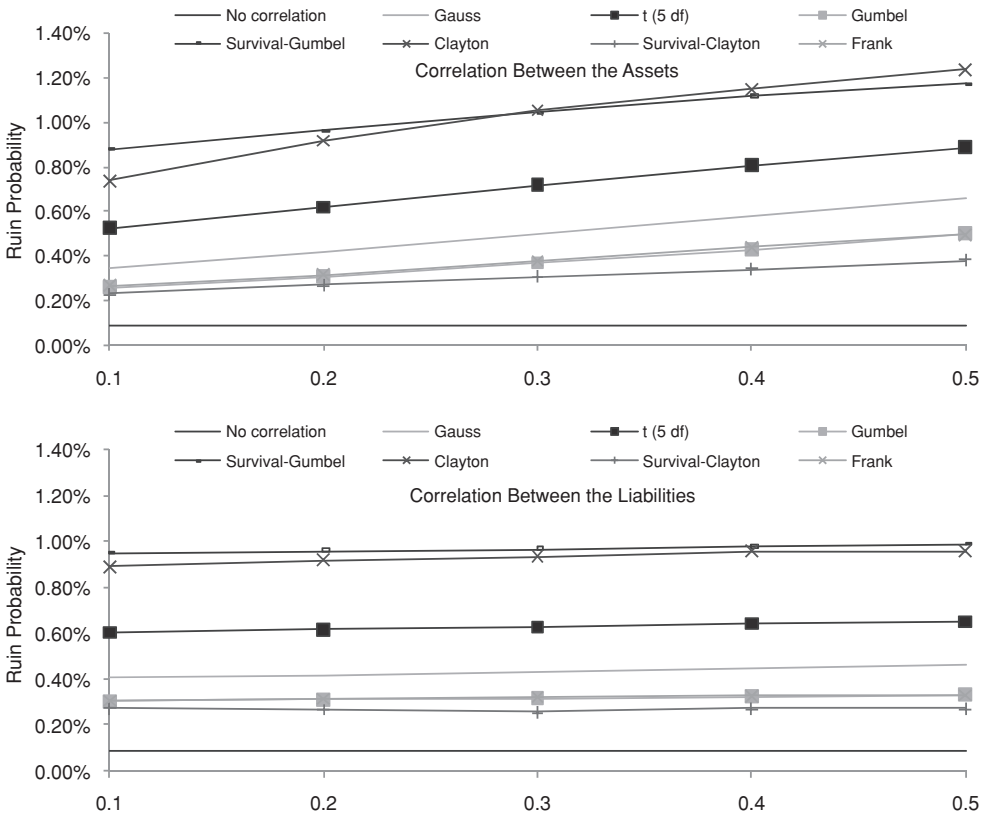 No correlation Gauss t (5 df) Gumbel
Survival-Gumbel Clayton Survival-Clayton Frank
Correlation Between the Assets
Ruin Probability
1.40%
1.20%
1.00%
0.80%
0.60%
0.40%
0.20%
0.00%
0.1 0.2 0.3 0.4 0.5
No correlation Gauss t (5 df) Gumbel
Survival-Gumbel Clayton Survival-Clayton Frank
Correlation Between the Liabilities
Ruin Probability
1.40%
1.20%
1.00%
0.80%
0.60%
0.40%
0.20%
0.00%
0.1 0.2 0.3 0.4 0.5